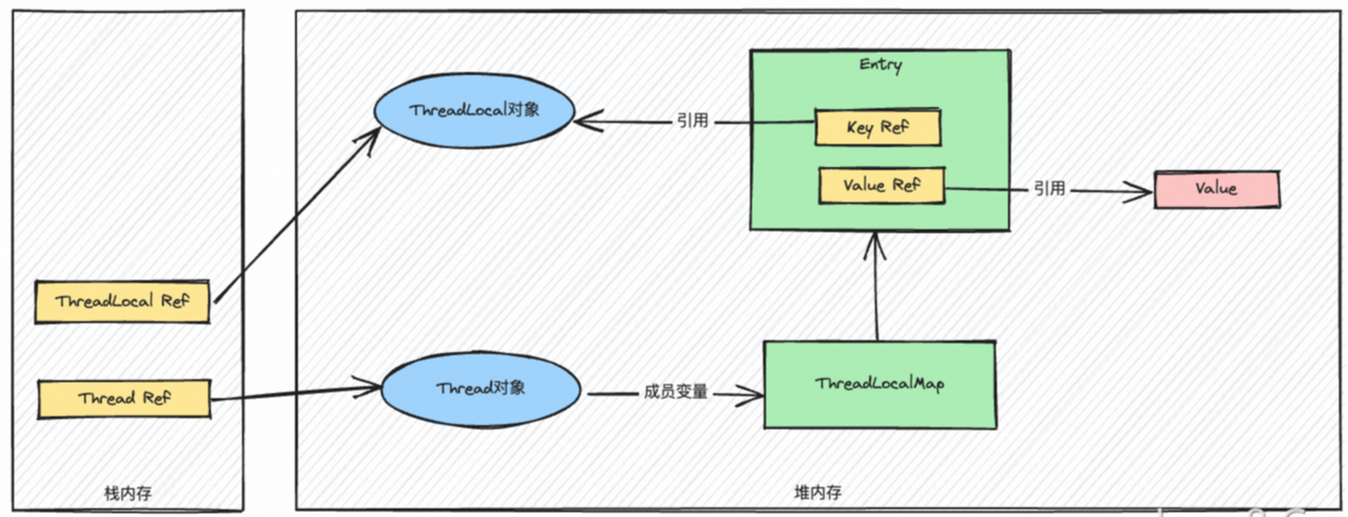 Entry
ThreadLocal对象
引用
Key Ref
Value Ref
引用
Value
ThreadLocal Ref
Thread Ref
Thread对象
成员变量
ThreadLocalMap
栈内存
堆内存